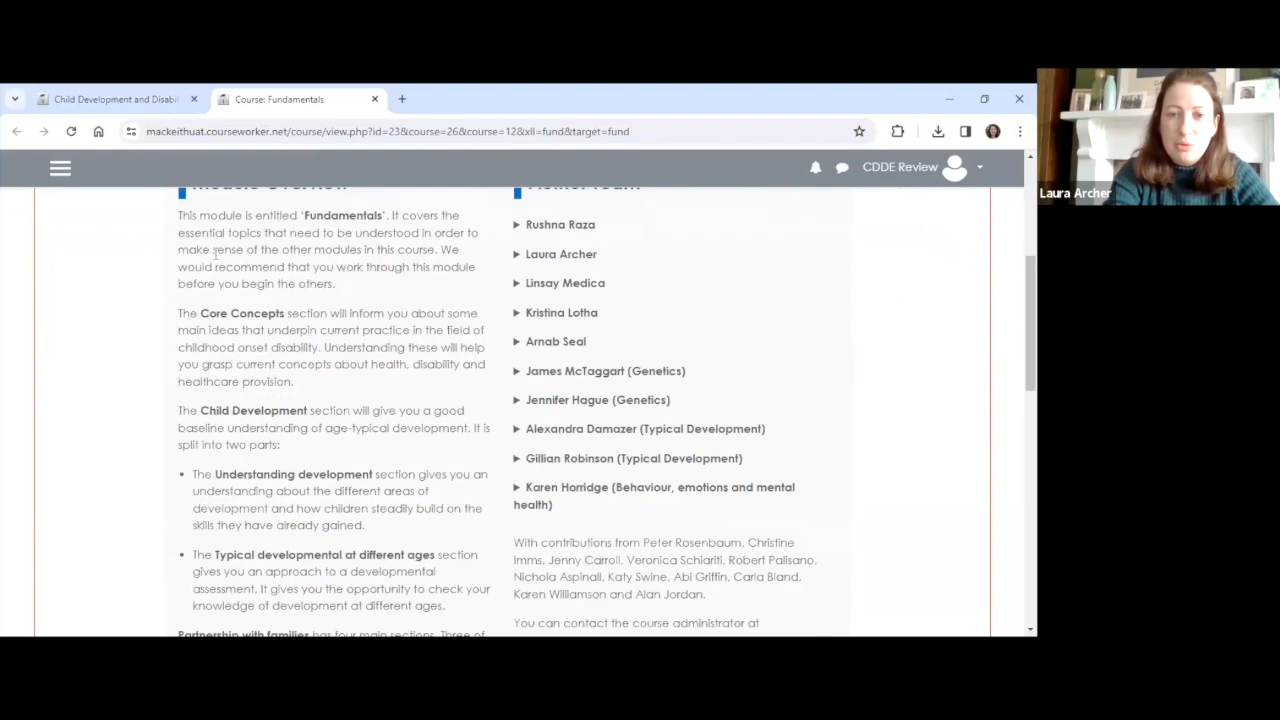 Child Development and Disabil
Course: Fundamentals
mackeithuat.courseworker.net/course/view.php?id=23&course=26&course=12&xll=fund&target=fund
CDDE Review
Laura Archer
This module is entitled 'Fundamentals'. It covers the
essential topics that need to be understood in order to
make sense of the other modules in this course. We
would recommend that you work through this module
before you begin the others.
The Core Concepts section will inform you about some
main ideas that underpin current practice in the field of
childhood onset disability. Understanding these will help
you grasp current concepts about health, disability and
healthcare provision.
The Child Development section will give you a good
baseline understanding of age-typical development. It is
split into two parts:
• The Understanding development section gives you an
understanding about the different areas of
development and how children steadily build on the
skills they have already gained.
• The Typical developmental at different ages section
gives you an approach to a developmental
assessment. It gives you the opportunity to check your
knowledge of development at different ages.
Partnership with families has four main sections. Three of
Rushna Raza
Laura Archer
Linsay Medica
Kristina Lotha
Arnab Seal
James McTaggart (Genetics)
Jennifer Hague (Genetics)
Alexandra Damazer (Typical Development)
Gillian Robinson (Typical Development)
Karen Horridge (Behaviour, emotions and mental
health)
With contributions from Peter Rosenbaum, Christine
Imms, Jenny Carroll, Veronica Schiariti, Robert Palisano,
Nichola Aspinall, Katy Swine, Abi Griffin, Carla Bland,
Karen Williamson and Alan Jordan.
You can contact the course administrator at